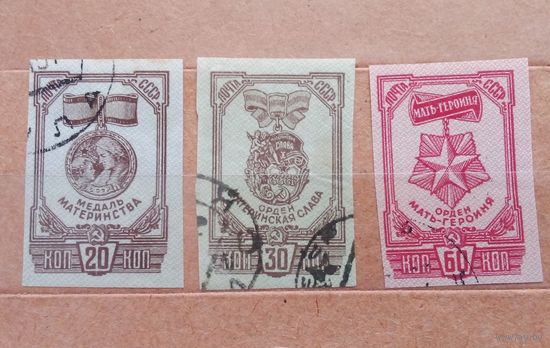 ПОЧТА СССР
МЕДАЛЬ
МАТЕРИНСТВА
КОП 20 КОП
ПОЧТА СССР
СЛАВА
ОРДЕН
МАТЕРИНСКАЯ СЛАВА
КОП 30 КОП
ПОЧТА СССР
МАТЬ-ГЕРОИНЯ
ОРДЕН
МАТЬ-ГЕРОИНЯ
КОП 60 КОП